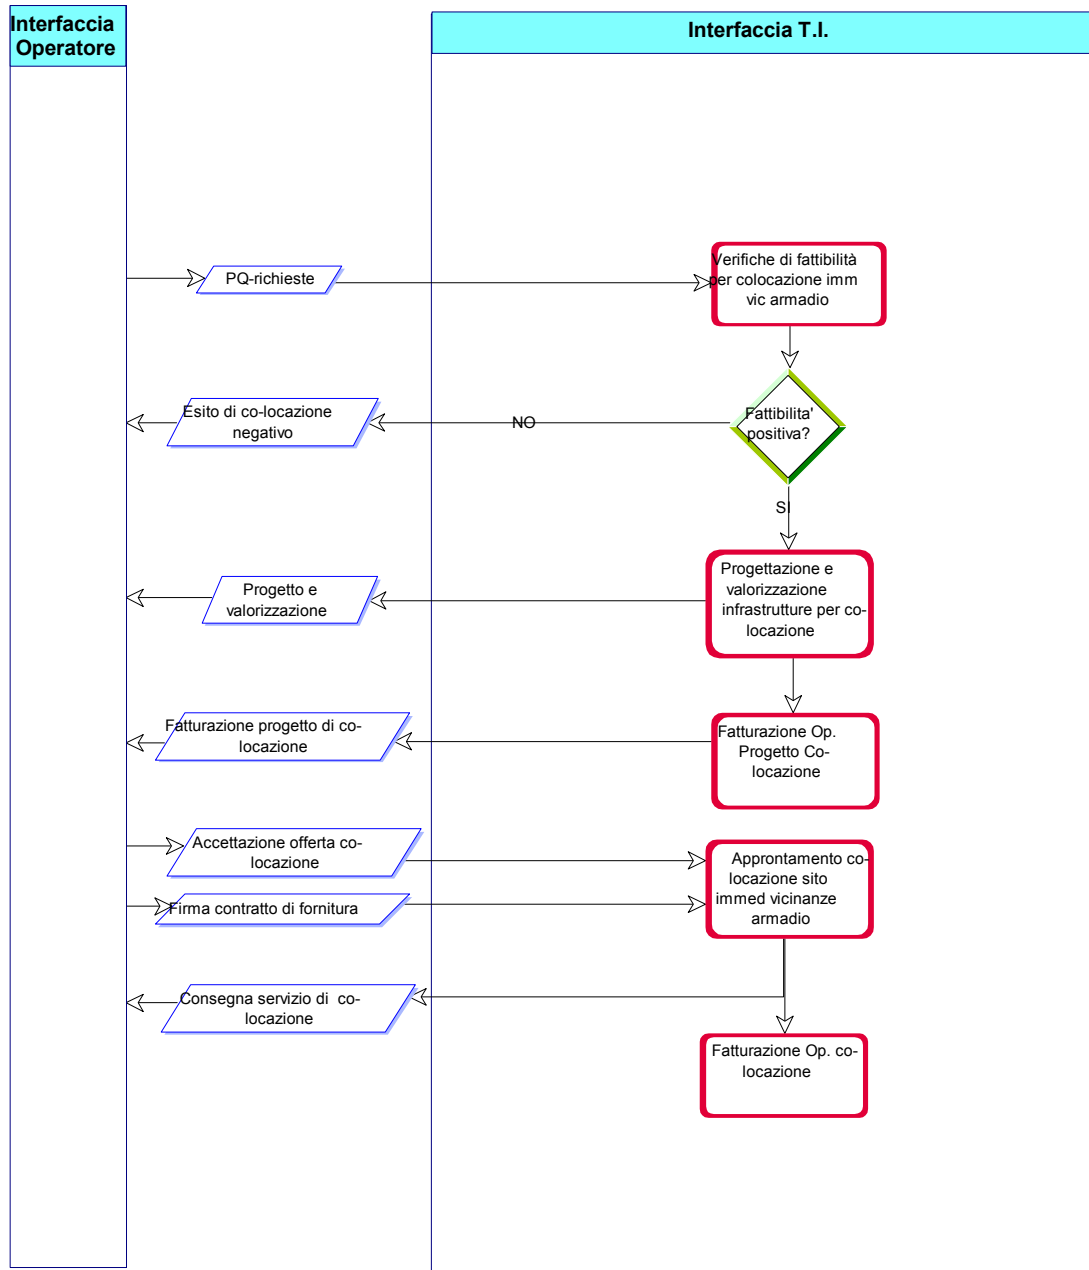 Interfaccia
Operatore
Interfaccia T.I.
PQ-richieste
Verifiche di fattibilità
per colocazione imm
vic armadio
Esito di co-locazione
negativo
NO
Fattibilita'
positiva?
SI
Progetto e
valorizzazione
Progettazione e
valorizzazione
infrastrutture per co-
locazione
Fatturazione progetto di co-
locazione
Fatturazione Op.
Progetto Co-
locazione
Accettazione offerta co-
locazione
Approntamento co-
locazione sito
immed vicinanze
armadio
Firma contratto di fornitura
Consegna servizio di co-
locazione
Fatturazione Op. co-
locazione